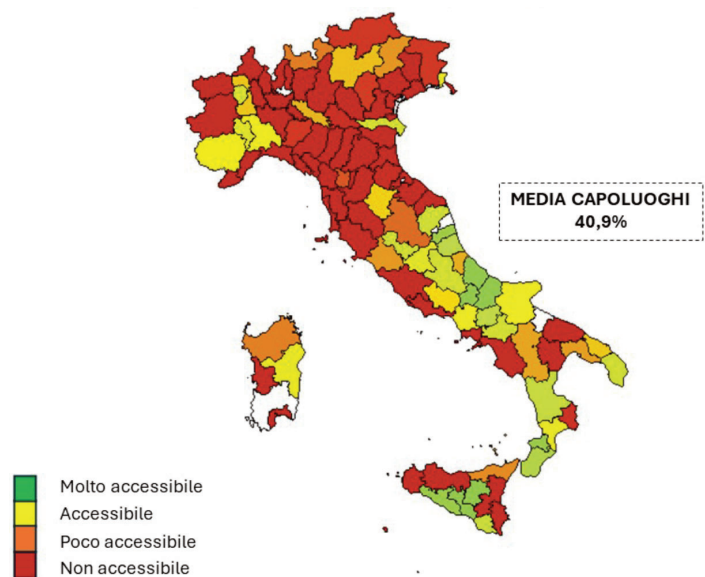 MEDIA CAPOLUOGHI
40,9%
Molto accessibile
Accessibile
Poco accessibile
Non accessibile